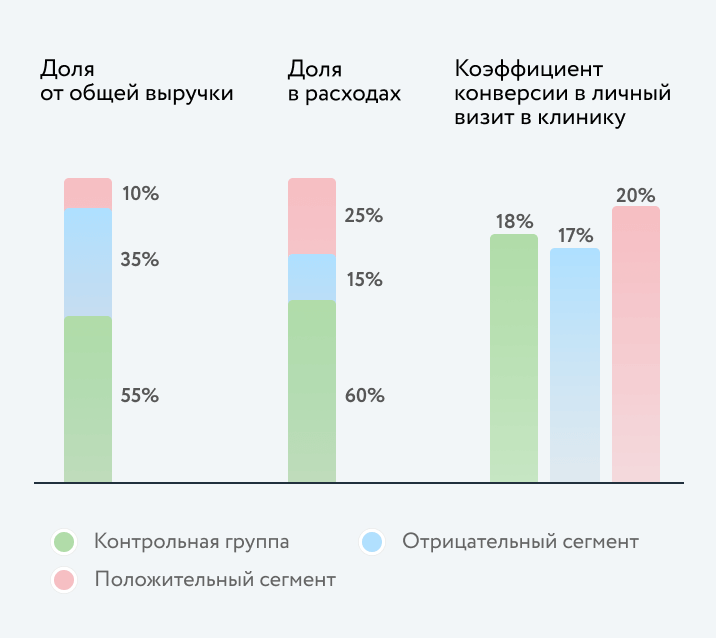 Доля
от общей выручки
Доля
в расходах
Коэффициент
конверсии в личный
визит в клинику
10%
35%
55%
25%
15%
60%
18%
17%
20%
Контрольная группа
Отрицательный сегмент
Положительный сегмент